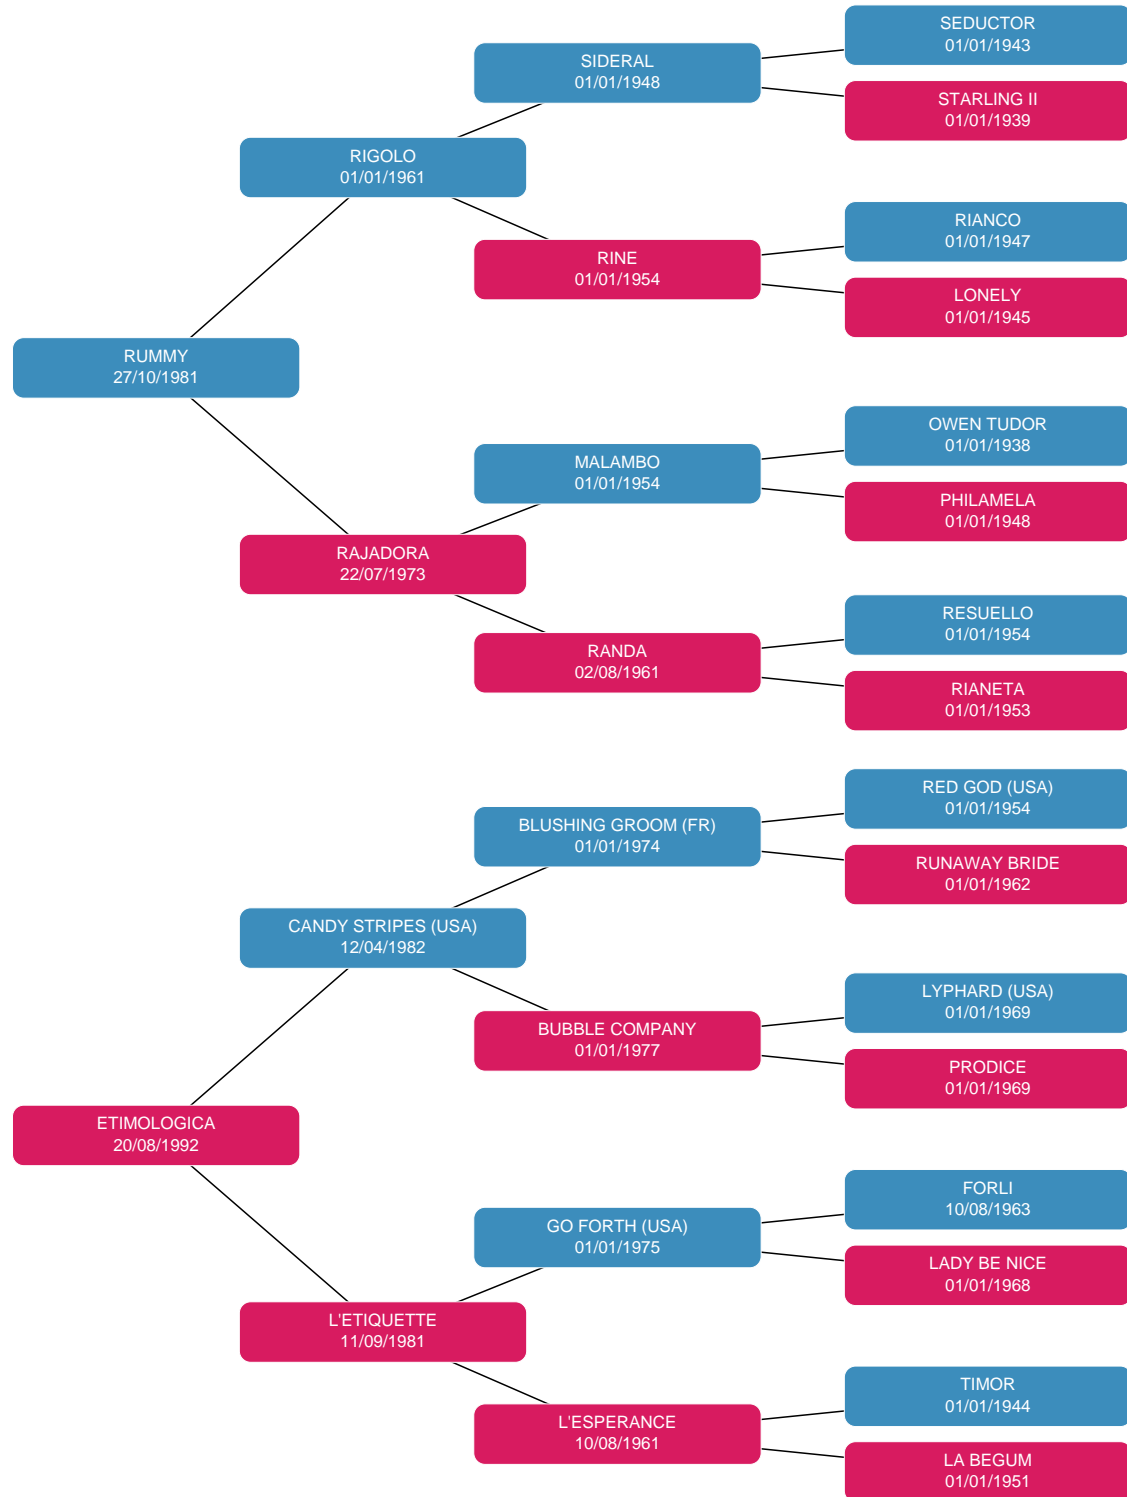 SEDUCTOR
01/01/1943
SIDERAL
01/01/1948
STARLING II
01/01/1939
RIGOLO
01/01/1961
RIANCO
01/01/1947
RINE
01/01/1954
LONELY
01/01/1945
RUMMY
27/10/1981
OWEN TUDOR
01/01/1938
MALAMBO
01/01/1954
PHILAMELA
01/01/1948
RAJADORA
22/07/1973
RESUELLO
01/01/1954
RANDA
02/08/1961
RIANETA
01/01/1953
RED GOD (USA)
01/01/1954
BLUSHING GROOM (FR)
01/01/1974
RUNAWAY BRIDE
01/01/1962
CANDY STRIPES (USA)
12/04/1982
LYPHARD (USA)
01/01/1969
BUBBLE COMPANY
01/01/1977
PRODICE
01/01/1969
ETIMOLOGICA
20/08/1992
FORLI
10/08/1963
GO FORTH (USA)
01/01/1975
LADY BE NICE
01/01/1968
L'ETIQUETTE
11/09/1981
TIMOR
01/01/1944
L'ESPERANCE
10/08/1961
LA BEGUM
01/01/1951